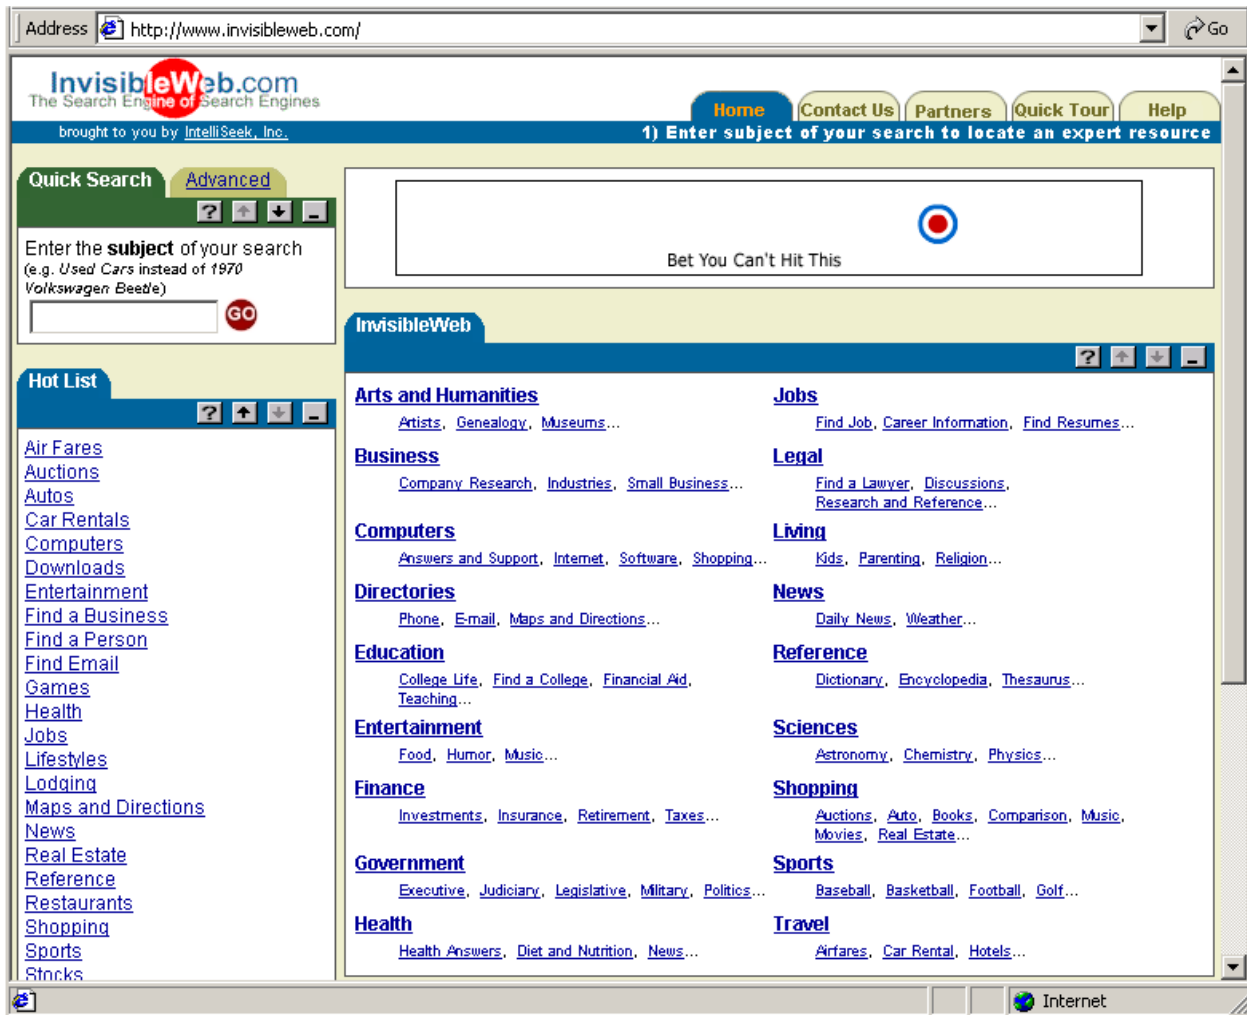 Address http://www.invisibleweb.com/ Go
InvisibleWeb.com
The Search Engine of Search Engines
Home Contact Us Partners Quick Tour Help
brought to you by IntelliSeek, Inc.
1) Enter subject of your search to locate an expert resource
Quick Search Advanced
?
Enter the subject of your search
(e.g. Used Cars instead of 1970
Volkswagen Beetle)
GO
Bet You Can't Hit This
Hot List
?
Air Fares
Auctions
Autos
Car Rentals
Computers
Downloads
Entertainment
Find a Business
Find a Person
Find Email
Games
Health
Jobs
Lifestyles
Lodging
Maps and Directions
News
Real Estate
Reference
Restaurants
Shopping
Sports
Stocks
InvisibleWeb
?
Arts and Humanities
Artists, Genealogy, Museums...
Business
Company Research, Industries, Small Business...
Computers
Answers and Support, Internet, Software, Shopping...
Directories
Phone, E-mail, Maps and Directions...
Education
College Life, Find a College, Financial Aid,
Teaching...
Entertainment
Food, Humor, Music...
Finance
Investments, Insurance, Retirement, Taxes...
Government
Executive, Judiciary, Legislative, Military, Politics...
Health
Health Answers, Diet and Nutrition, News...
Jobs
Find Job, Career Information, Find Resumes...
Legal
Find a Lawyer, Discussions,
Research and Reference...
Living
Kids, Parenting, Religion...
News
Daily News, Weather...
Reference
Dictionary, Encyclopedia, Thesaurus...
Sciences
Astronomy, Chemistry, Physics...
Shopping
Auctions, Auto, Books, Comparison, Music,
Movies, Real Estate...
Sports
Baseball, Basketball, Football, Golf...
Travel
Airfares, Car Rental, Hotels...
Internet